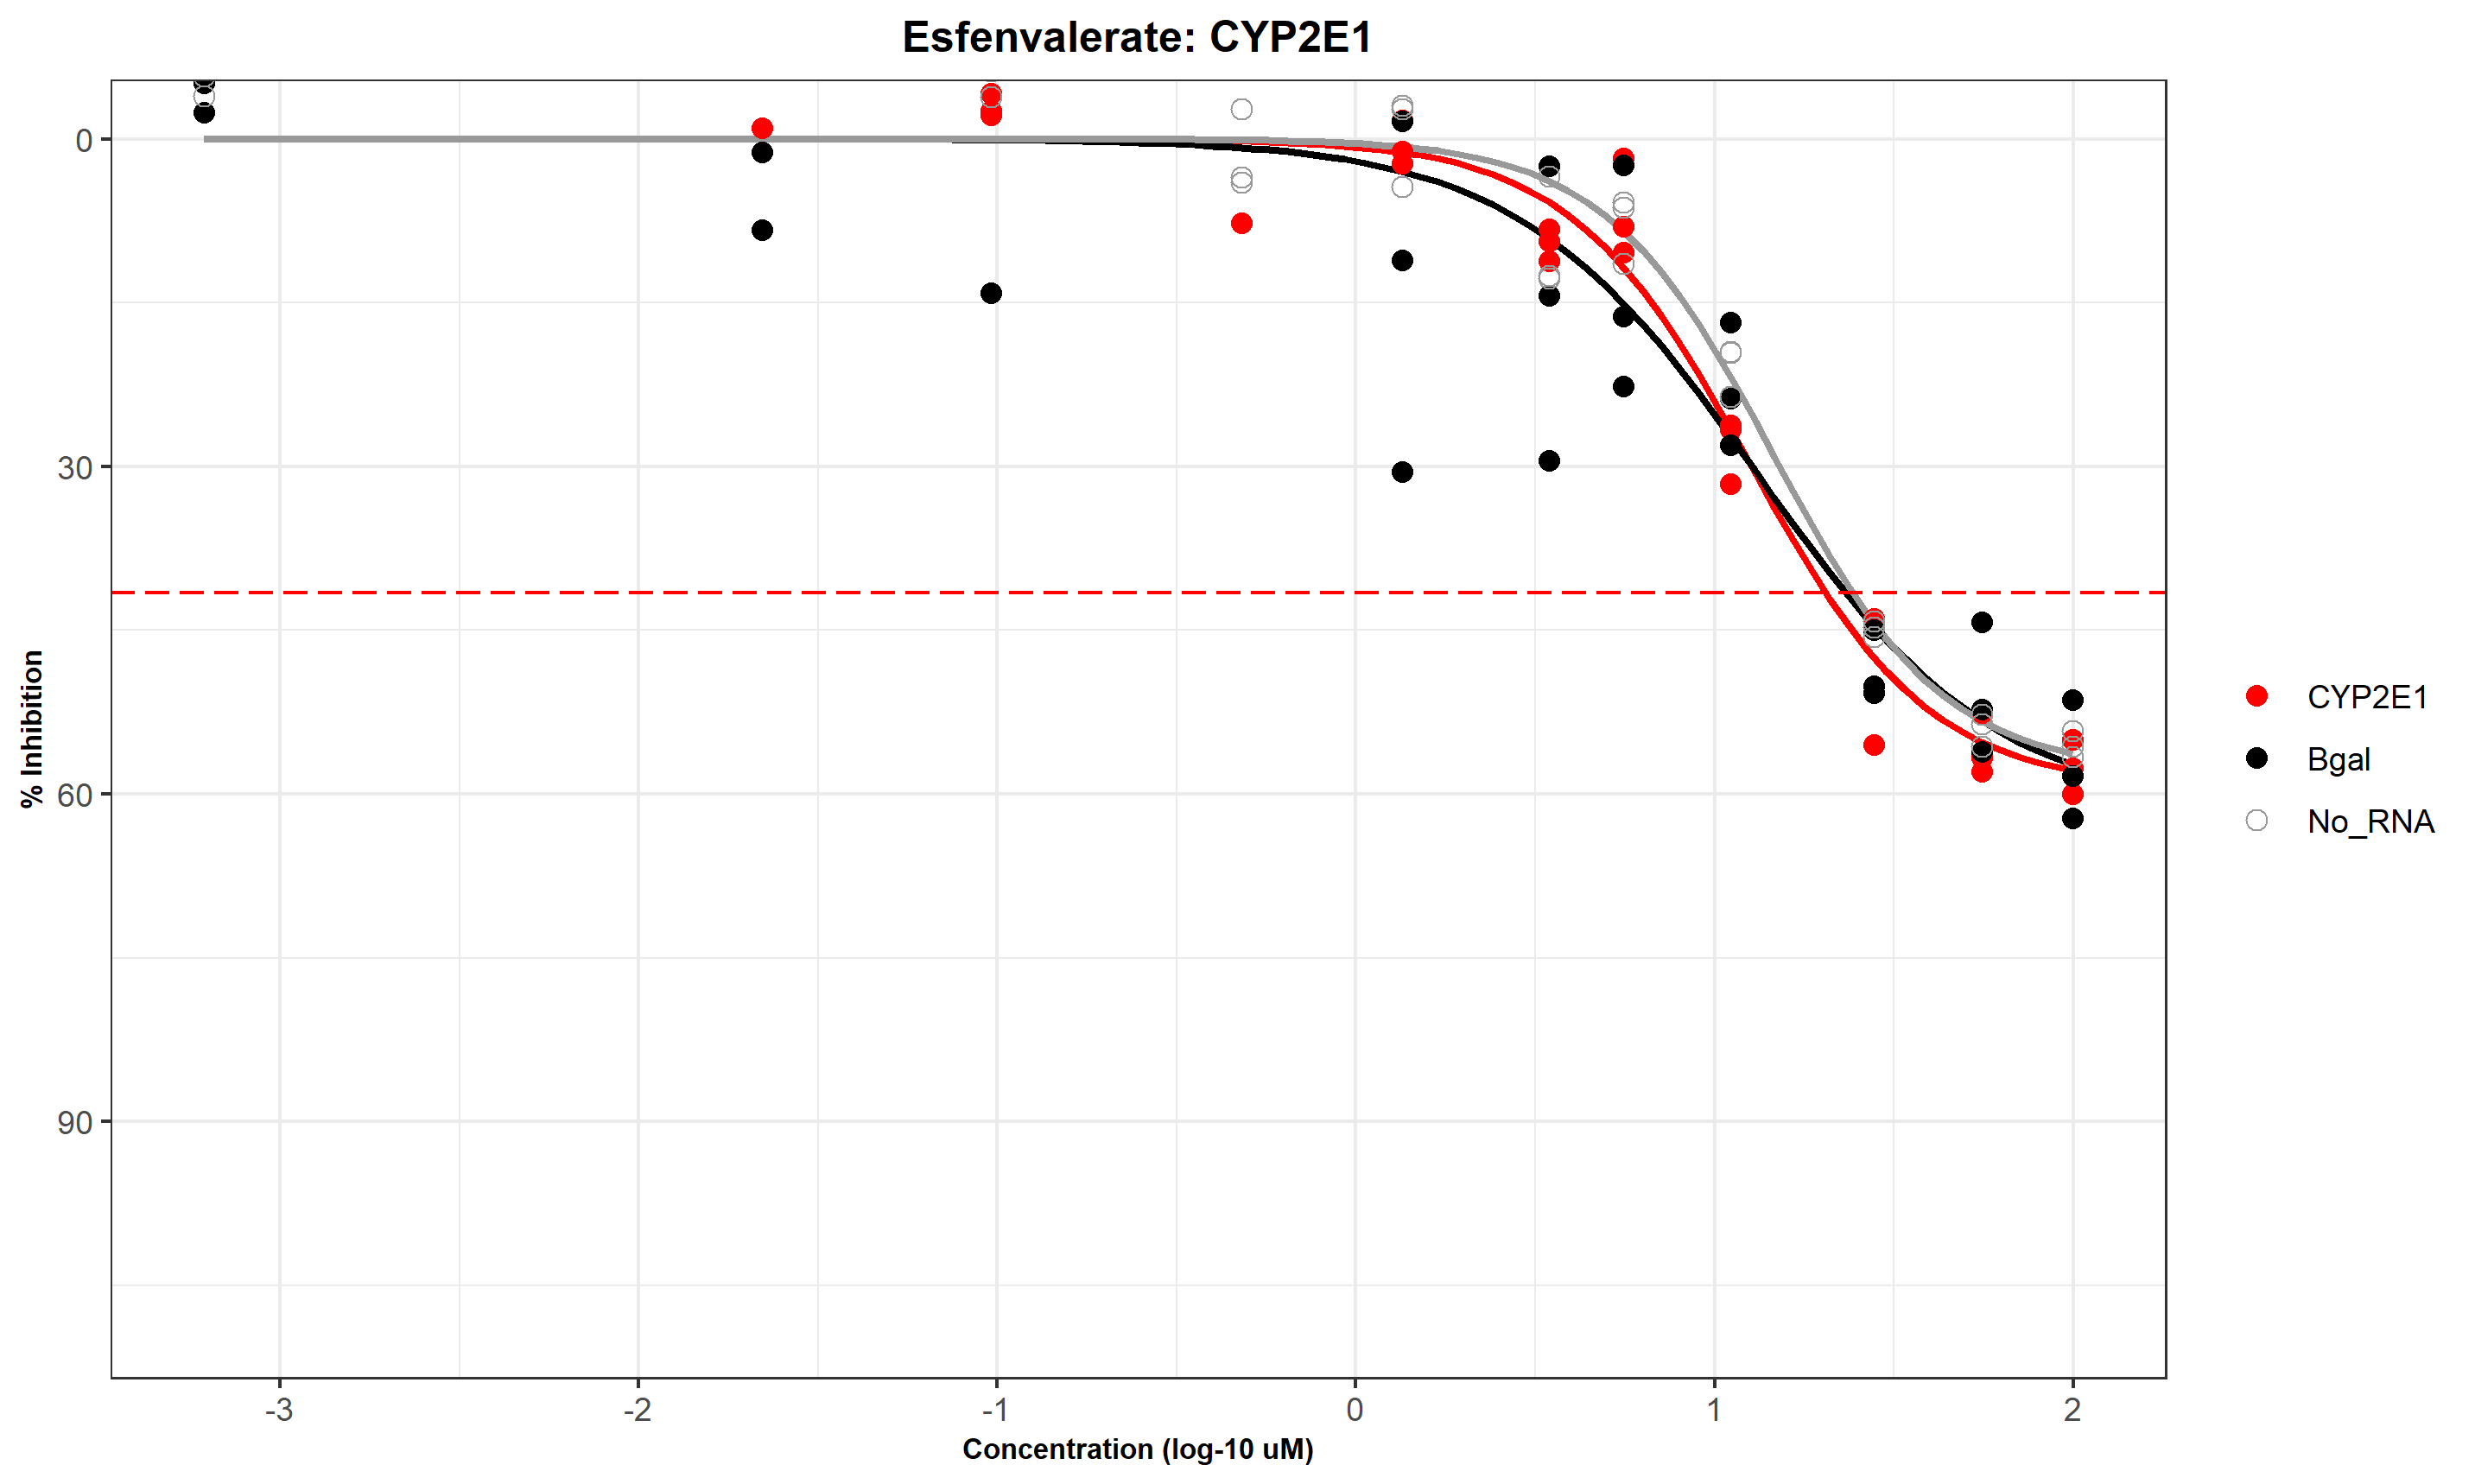 Esfenvalerate: CYP2E1
% Inhibition
0
30
60
90
-3
-2
-1
0
1
2
Concentration (log-10 uM)
CYP2E1
Bgal
No_RNA